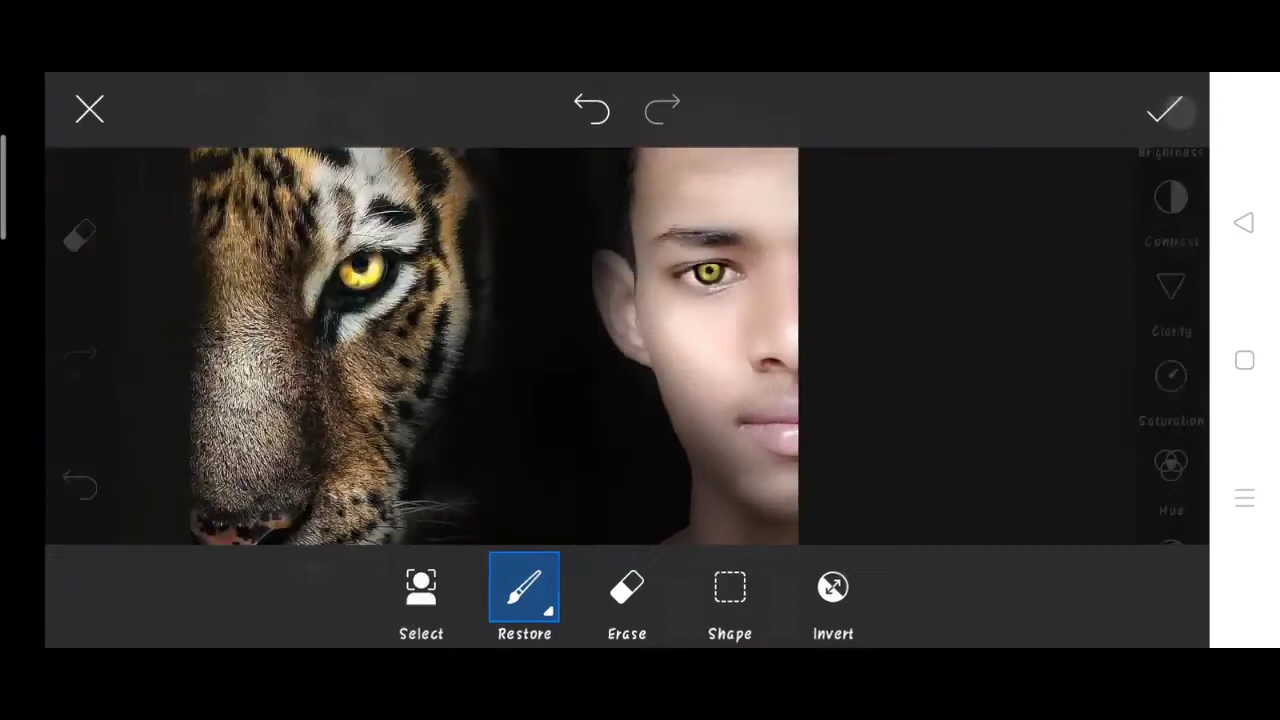 Brightness
Contrast
Clarity
Saturation
Hue
Select
Restore
Erase
Shape
Invert